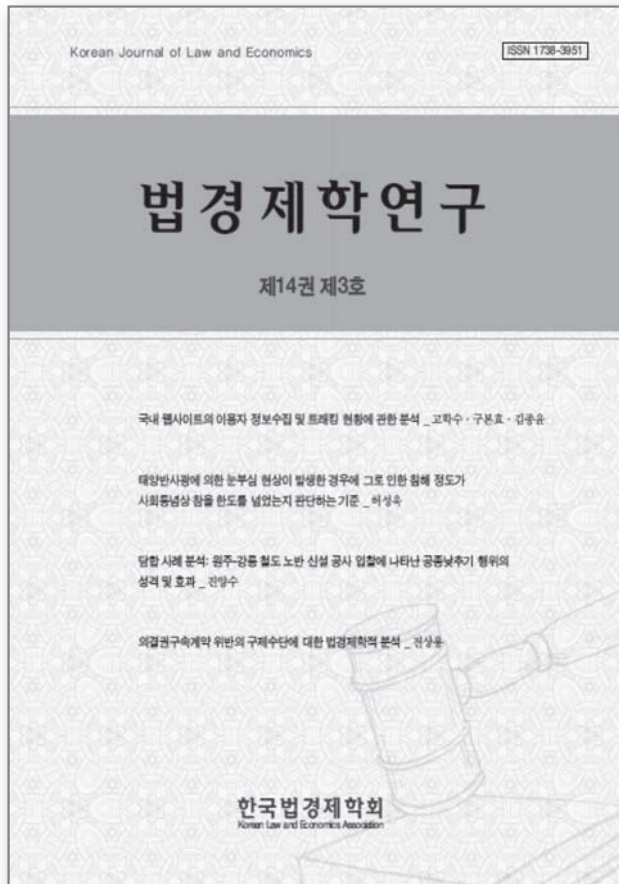 Korean Journal of Law and Economics
ISSN 1738-3951
법경제학연구
제14권 제3호
국내 웹사이트의 이용자 정보수집 및 트래킹 현황에 관한 분석 _ 고학수 · 구본효 · 김종윤
태양반사광에 의한 눈부심 현상이 발생한 경우에 그로 인한 침해 정도가
사회통념상 참을 한도를 넘었는지 판단하는 기준 _ 허성욱
담합 사례 분석: 원주-강릉 철도 노반 신설 공사 입찰에 나타난 공종낮추기 행위의
성격 및 효과 _ 진양수
의결권구속계약 위반의 구제수단에 대한 법경제학적 분석 _ 전상용
한국법경제학회
Korean Law and Economics Association